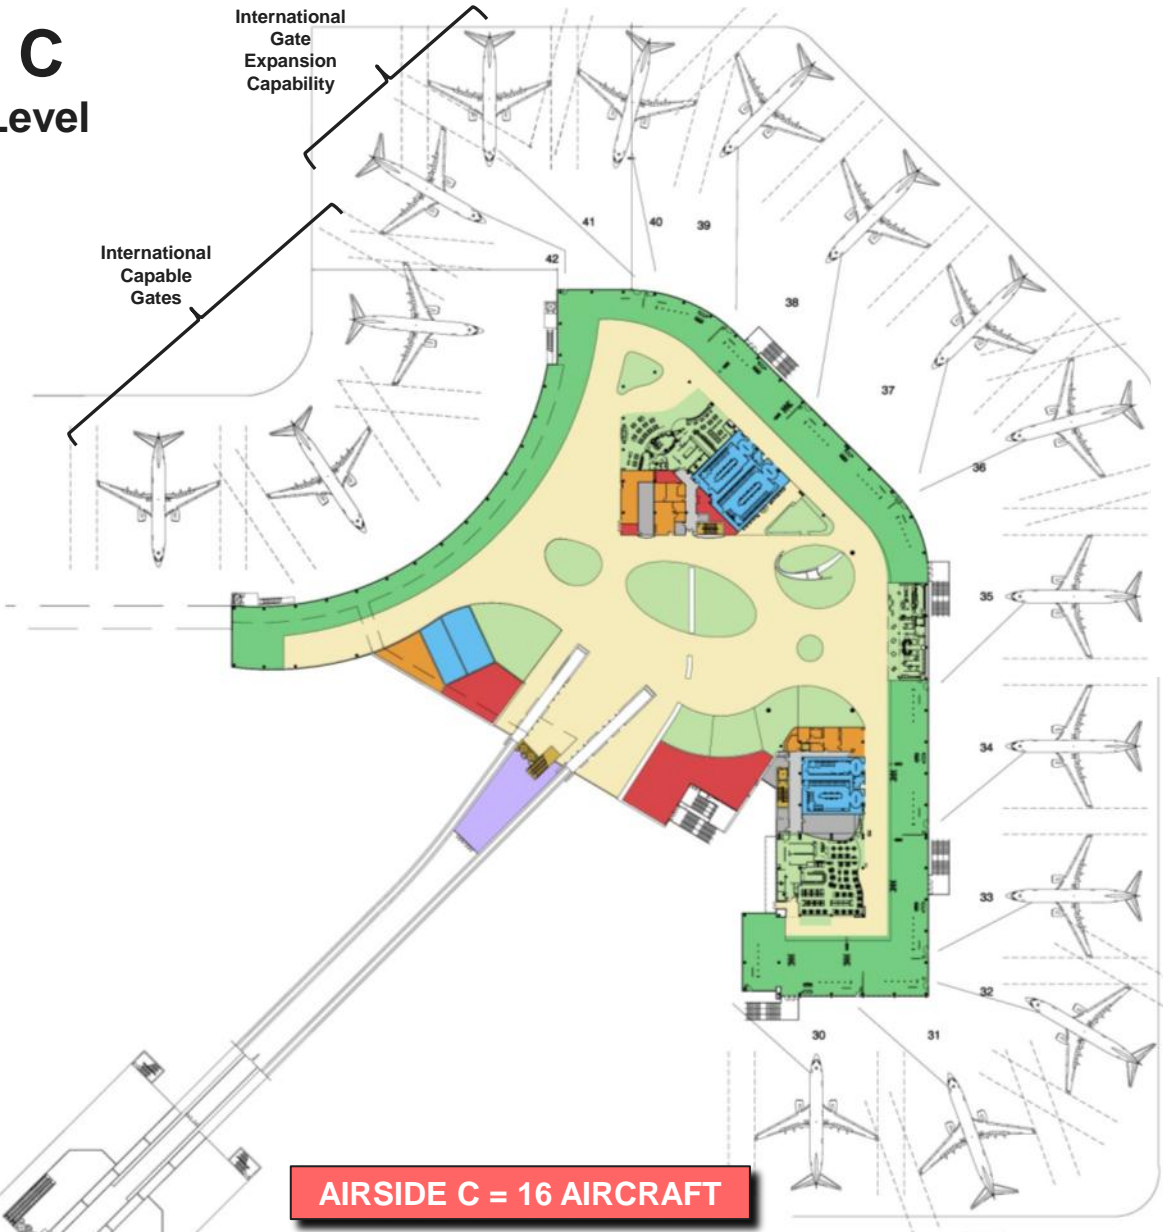 C
Level
International
Gate
Expansion
Capability
International
Capable
Gates
41
40
39
42
38
37
36
35
34
33
32
30
31
AIRSIDE C = 16 AIRCRAFT